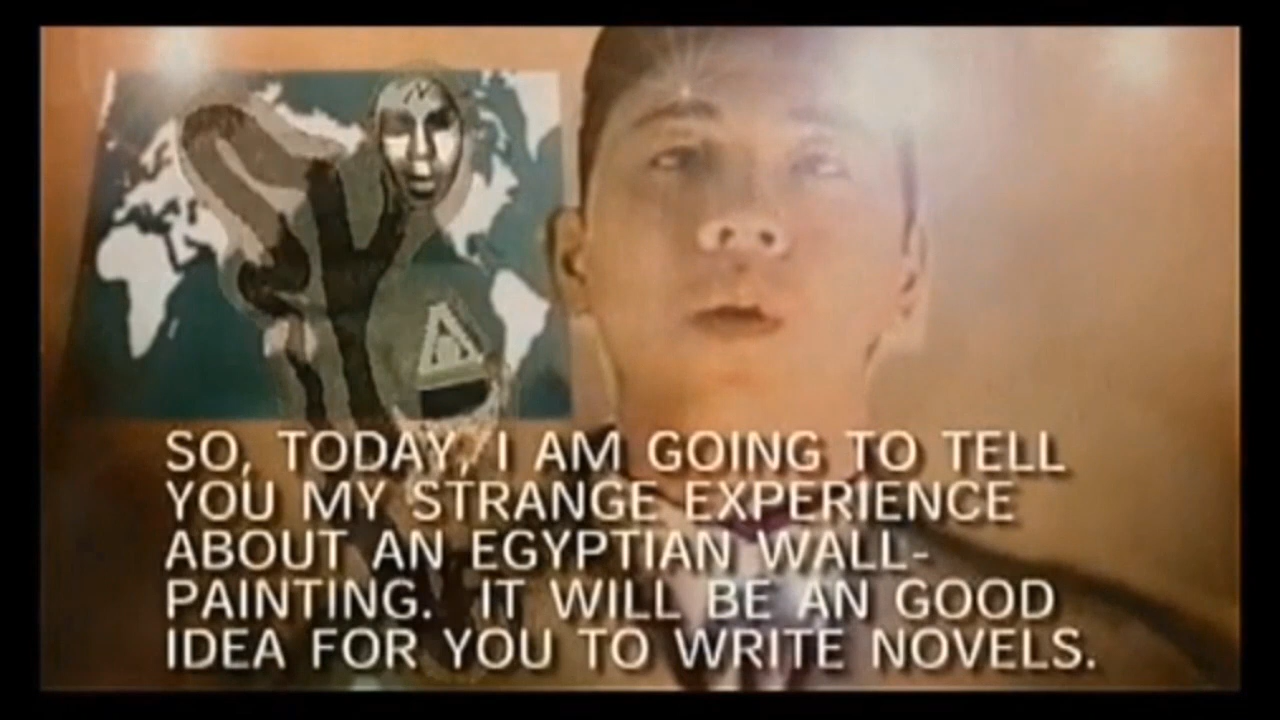 SO, TODAY, I AM GOING TO TELL
YOU MY STRANGE EXPERIENCE
ABOUT AN EGYPTIAN WALL-
PAINTING.  IT WILL BE AN GOOD
IDEA FOR YOU TO WRITE NOVELS.